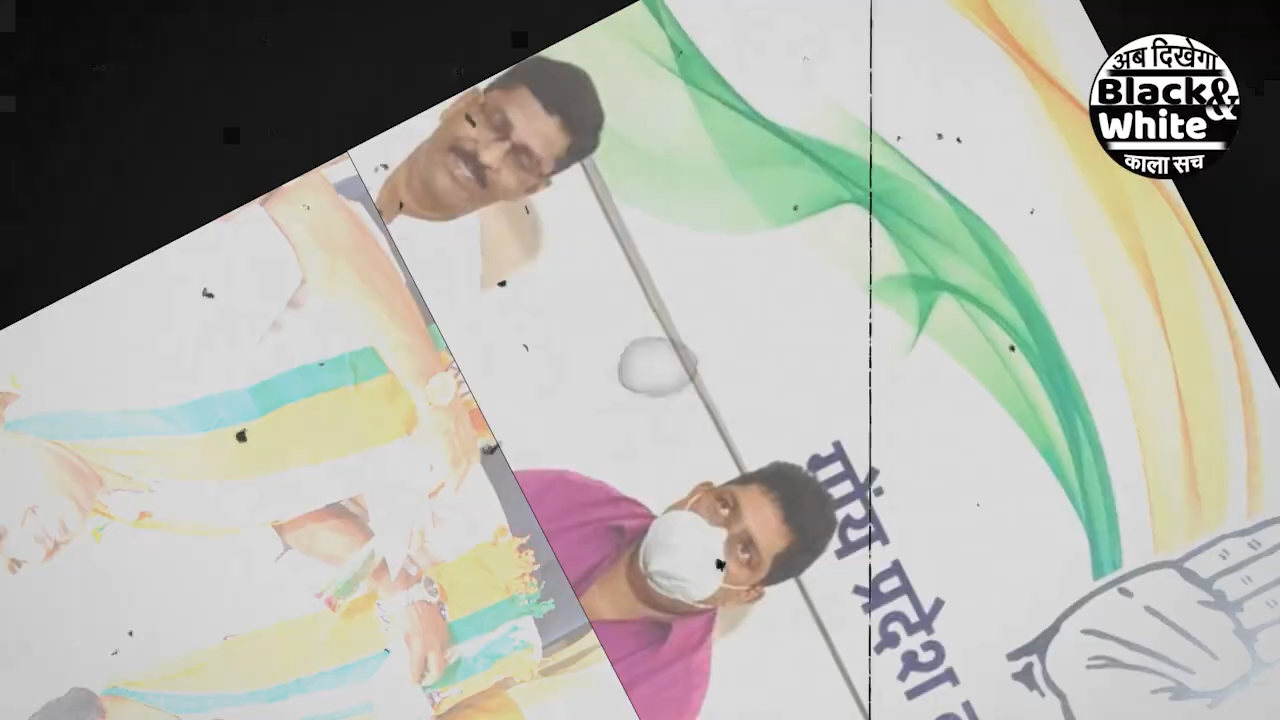 अब दिखेगा
Black&
White
काला सच
प्रदेश